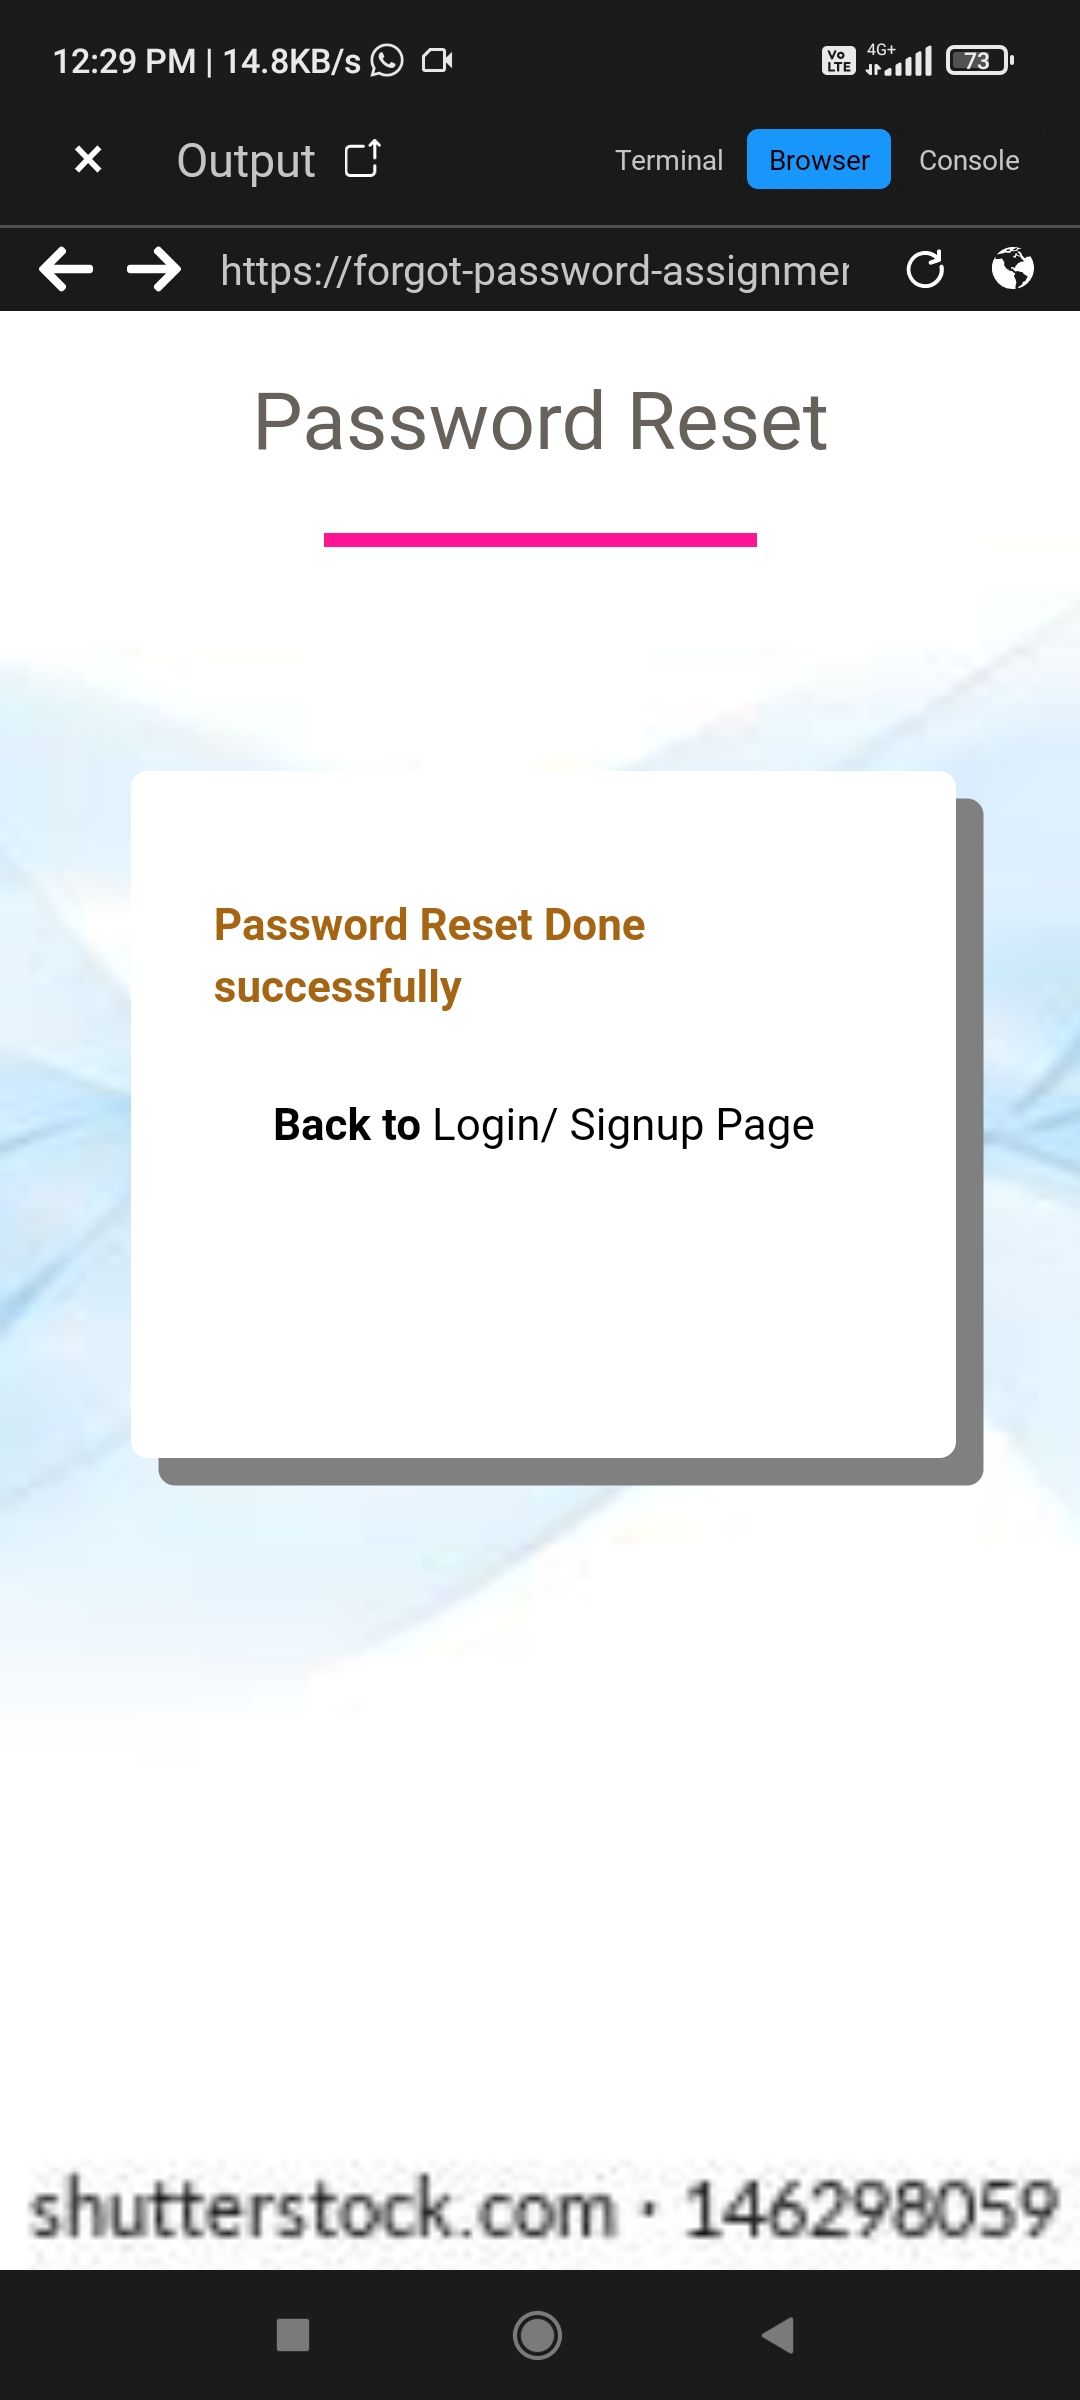 12:29 PM | 14.8KB/s
Vo LTE 4G+ 73
Output Terminal Browser Console
https://forgot-password-assignmer
Password Reset
Password Reset Done
successfully
Back to Login/ Signup Page
shutterstock.com · 146298059